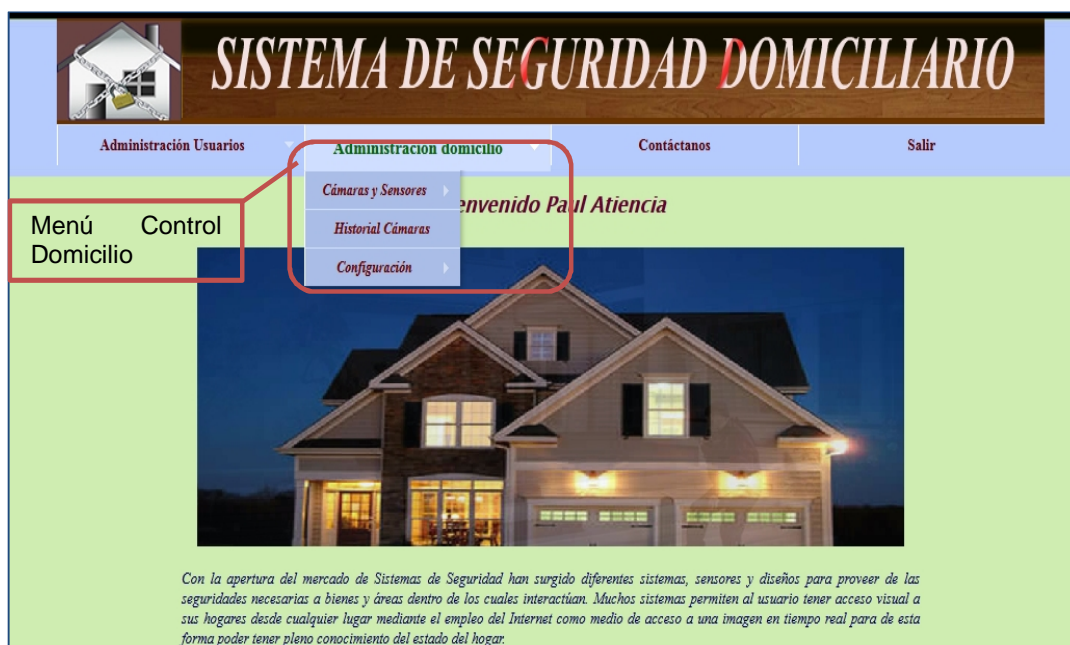 SISTEMA DE SEGURIDAD DOMICILIARIO
Administración Usuarios
Administración domicilio
Contáctanos
Salir
Cámaras y Sensores
Historial Cámaras
Configuración
envenido Paul Atiencia
Menú Control
Domicilio
Con la apertura del mercado de Sistemas de Seguridad han surgido diferentes sistemas, sensores y diseños para proveer de las
seguridades necesarias a bienes y áreas dentro de los cuales interactúan. Muchos sistemas permiten al usuario tener acceso visual a
sus hogares desde cualquier lugar mediante el empleo del Internet como medio de acceso a una imagen en tiempo real para de esta
forma poder tener pleno conocimiento del estado del hogar.